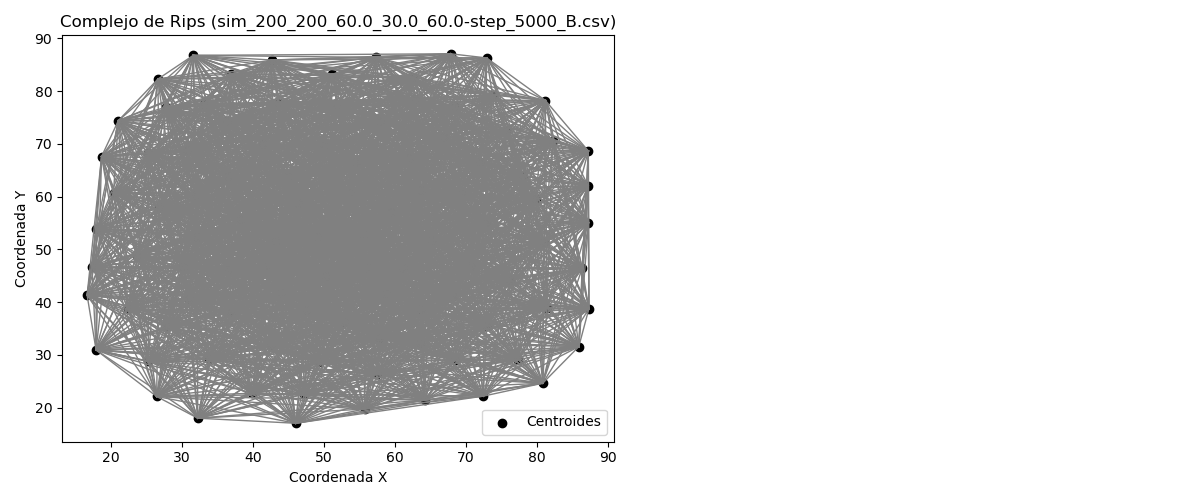 Complejo de Rips (sim_200_200_60.0_30.0_60.0-step_5000_B.csv)
90
80
70
60
50
40
30
20
Coordenada Y
20 30 40 50 60 70 80 90
Coordenada X
Centroides